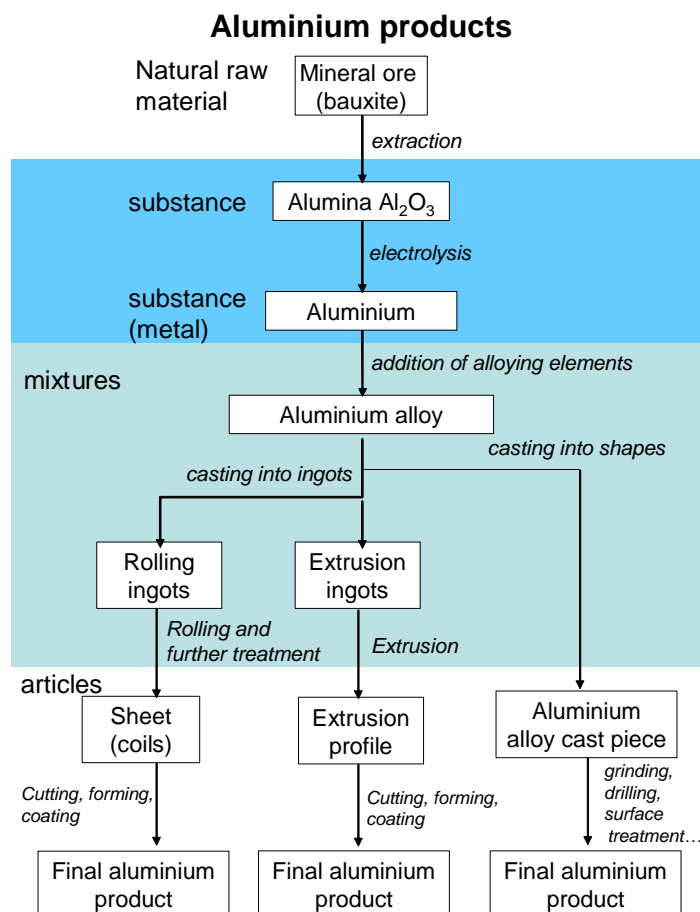 Aluminium products
Natural raw
material
Mineral ore
(bauxite)
extraction
substance
Alumina Al₂O₃
electrolysis
substance
(metal)
Aluminium
addition of alloying elements
mixtures
Aluminium alloy
casting into shapes
casting into ingots
Rolling
ingots
Extrusion
ingots
Rolling and
further treatment
Extrusion
articles
Sheet
(coils)
Extrusion
profile
Aluminium
alloy cast piece
Cutting, forming,
coating
Cutting, forming,
coating
grinding,
drilling,
surface
treatment…
Final aluminium
product
Final aluminium
product
Final aluminium
product